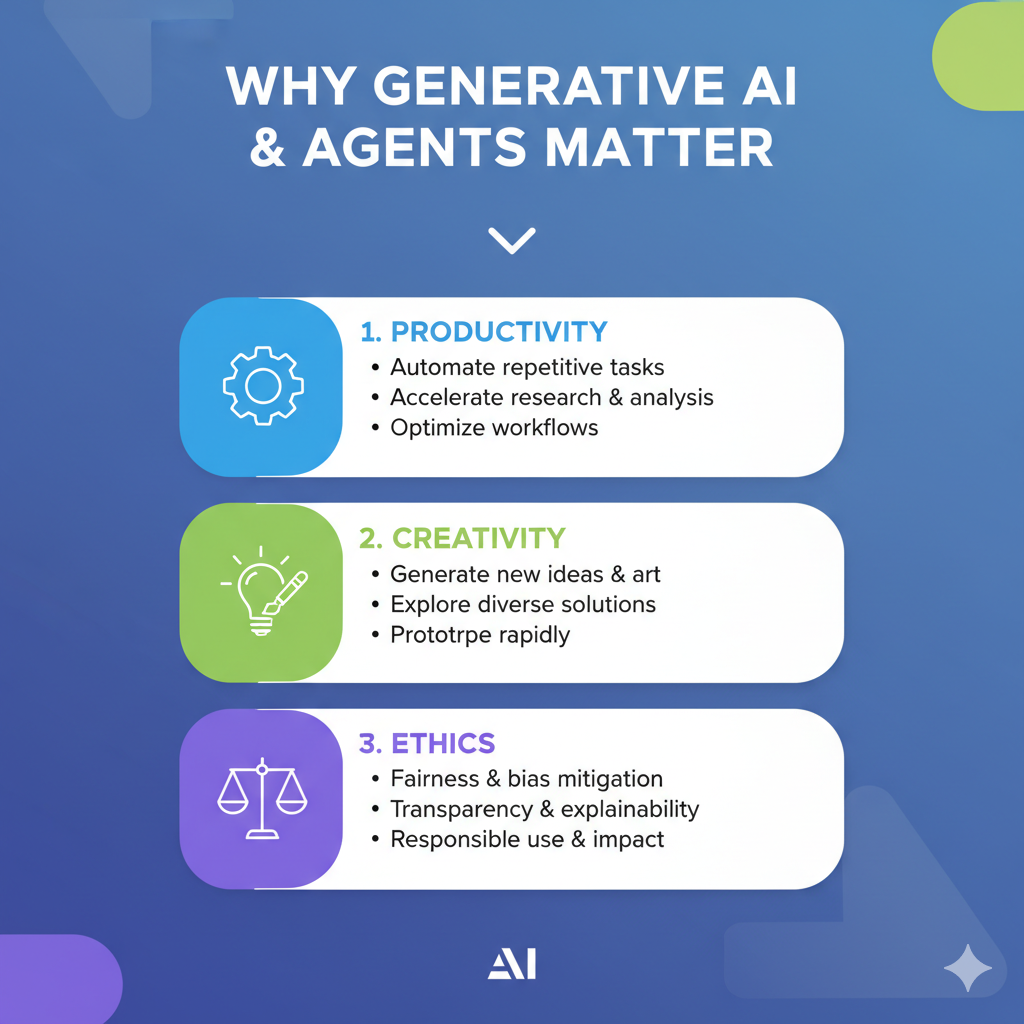 WHY GENERATIVE AI
& AGENTS MATTER
1. PRODUCTIVITY
• Automate repetitive tasks
• Accelerate research & analysis
• Optimize workflows
2. CREATIVITY
• Generate new ideas & art
• Explore diverse solutions
• Prototrpe rapidly
3. ETHICS
• Fairness & bias mitigation
• Transparency & explainability
• Responsible use & impact
AI